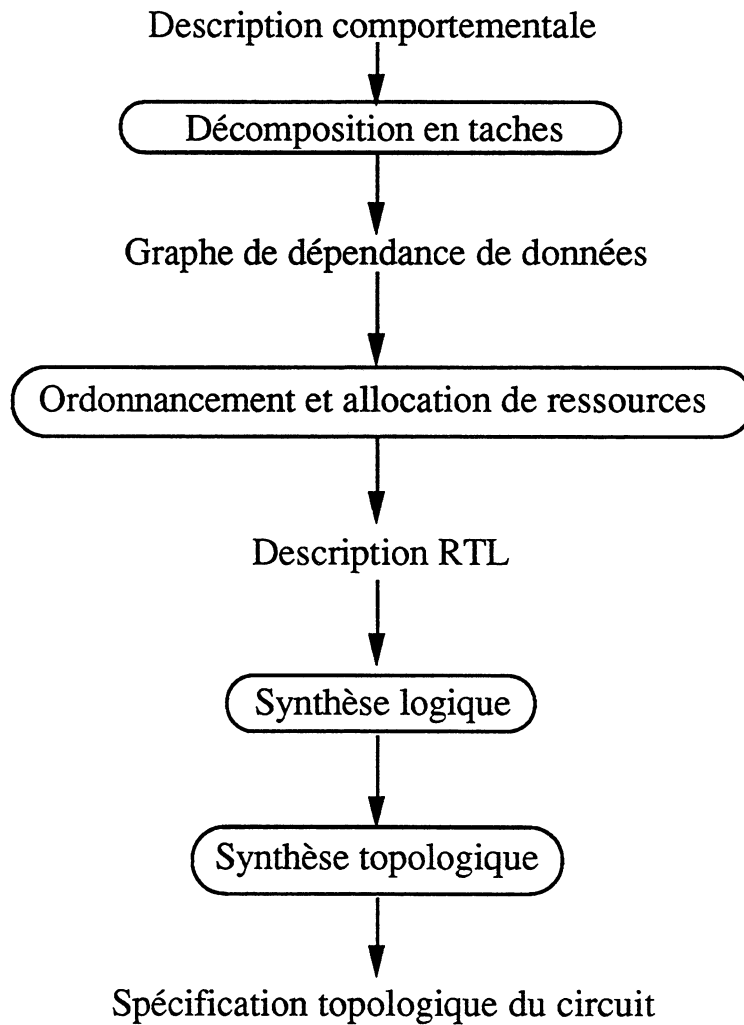 Description comportementale
Décomposition en taches
Graphe de dépendance de données
Ordonnancement et allocation de ressources
Description RTL
Synthèse logique
Synthèse topologique
Spécification topologique du circuit